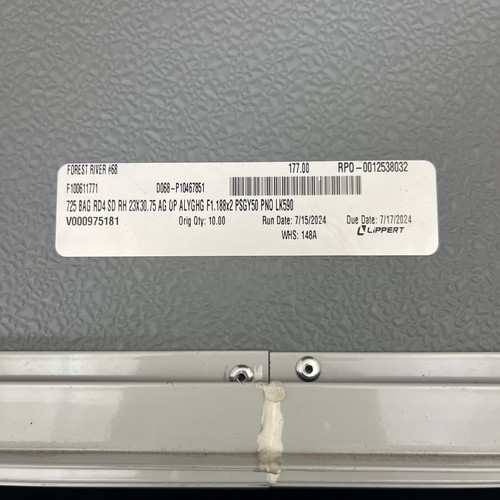 FOREST RIVER #68 177.00 RPO-0012538032
F100611771 D068-P10467851
725 BAG RD4 SD RH 23X30.75 AG OP ALYGHG F1.188x2 PSGY50 PNO LK590
V000975181 Orig Qty: 10.00 Run Date: 7/15/2024 Due Date: 7/17/2024
WHS: 148A LIPPERT